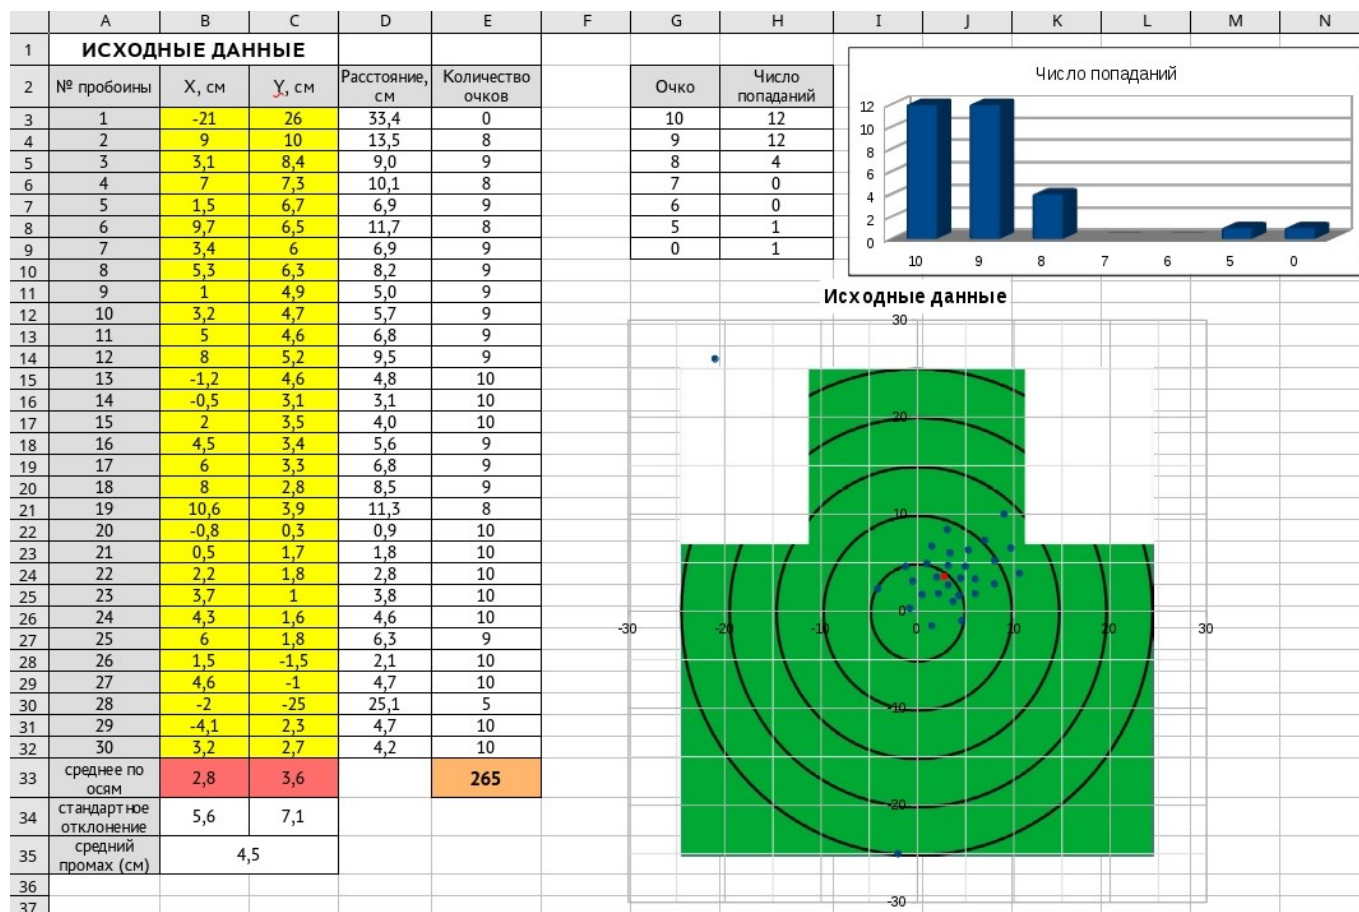 A B C D E F G H I J K L M N
1 ИСХОДНЫЕ ДАННЫЕ
2 № пробоины X, см Y, см Расстояние, см Количество очков Очко Число попаданий
3 1 -21 26 33,4 0 10 12
4 2 9 10 13,5 8 9 12
5 3 3,1 8,4 9,0 9 8 4
6 4 7 7,3 10,1 8 7 0
7 5 1,5 6,7 6,9 9 6 0
8 6 9,7 6,5 11,7 8 5 1
9 7 3,4 6 6,9 9 0 1
10 8 5,3 6,3 8,2 9
11 9 1 4,9 5,0 9
12 10 3,2 4,7 5,7 9
13 11 5 4,6 6,8 9
14 12 8 5,2 9,5 9
15 13 -1,2 4,6 4,8 10
16 14 -0,5 3,1 3,1 10
17 15 2 3,5 4,0 10
18 16 4,5 3,4 5,6 9
19 17 6 3,3 6,8 9
20 18 8 2,8 8,5 9
21 19 10,6 3,9 11,3 8
22 20 -0,8 0,3 0,9 10
23 21 0,5 1,7 1,8 10
24 22 2,2 1,8 2,8 10
25 23 3,7 1 3,8 10
26 24 4,3 1,6 4,6 10
27 25 6 1,8 6,3 9
28 26 1,5 -1,5 2,1 10
29 27 4,6 -1 4,7 10
30 28 -2 -25 25,1 5
31 29 -4,1 2,3 4,7 10
32 30 3,2 2,7 4,2 10
33 среднее по осям 2,8 3,6 265
34 стандартное отклонение 5,6 7,1
35 средний промах (см) 4,5
36
37
Число попаданий
12
10
8
6
4
2
0
10 9 8 7 6 5 0
Исходные данные
30
20
10
0
-30 -20 -10 0 10 20 30
-10
-20
-30